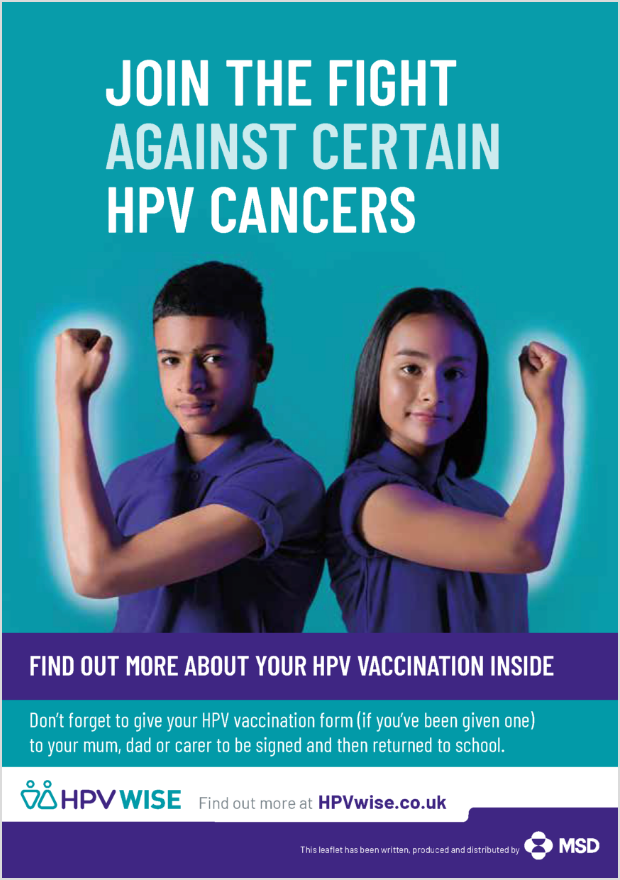 JOIN THE FIGHT
AGAINST CERTAIN
HPV CANCERS
FIND OUT MORE ABOUT YOUR HPV VACCINATION INSIDE
Don't forget to give your HPV vaccination form (if you've been given one)
to your mum, dad or carer to be signed and then returned to school.
HPVWISE Find out more at HPVwise.co.uk
This leaflet has been written, produced and distributed by MSD